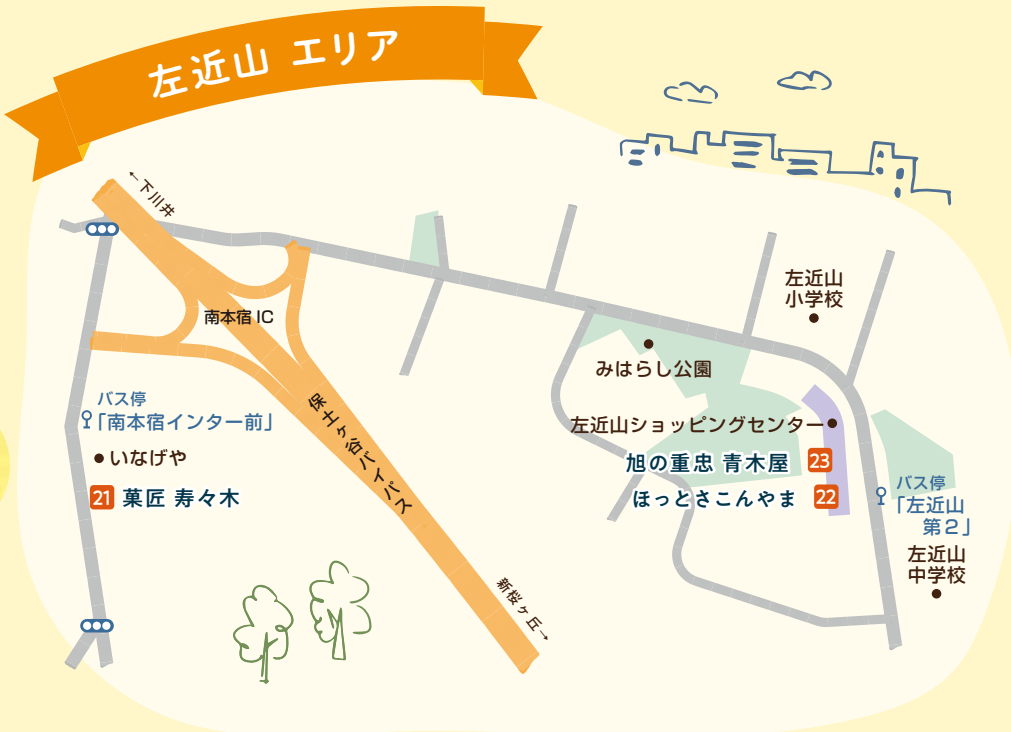 左近山 エリア
←下川井
南本宿IC
左近山
小学校
みはらし公園
バス停
「南本宿インター前」
保土ヶ谷バイパス
左近山ショッピングセンター
いなげや
旭の重忠 青木屋 23
21 菓匠 寿々木
ほっとさこんやま 22
バス停
「左近山
第2」
左近山
中学校
新桜ヶ丘→